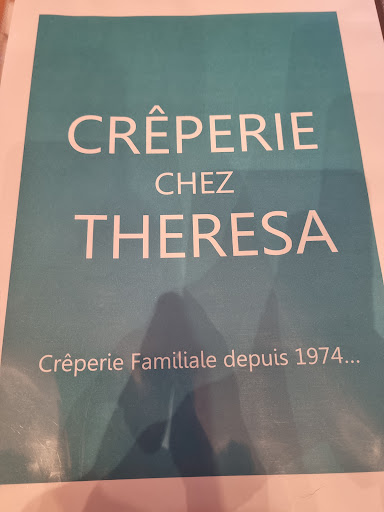 CRÊPERIE
CHEZ
THERESA
Crêperie Familiale depuis 1974...